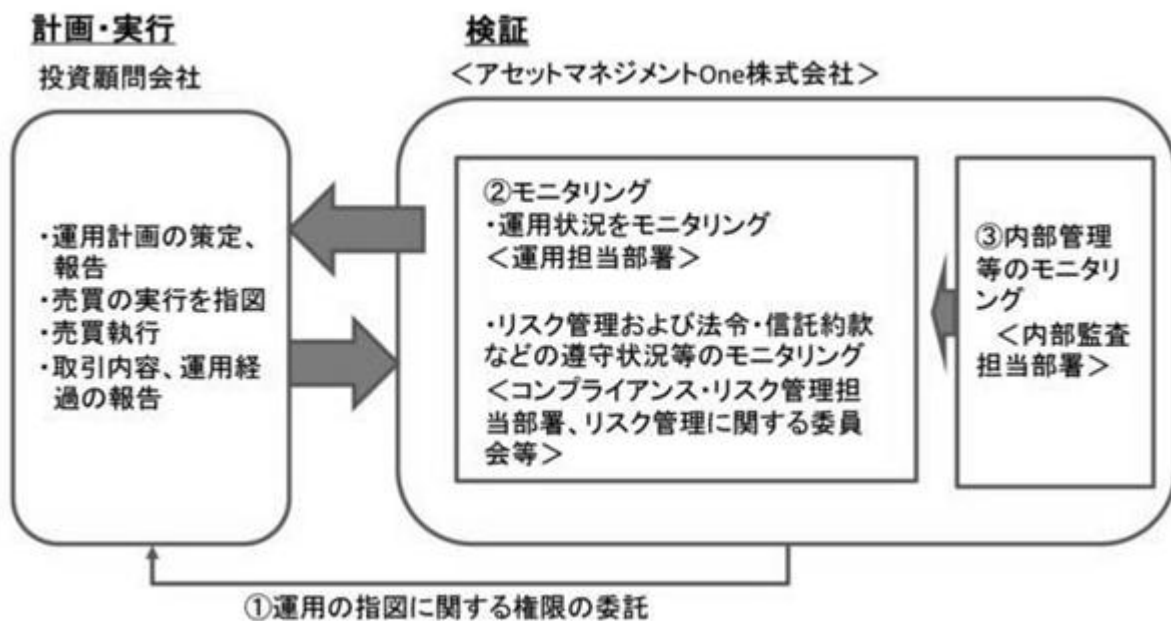 計画・実行
投資顧問会社
・運用計画の策定、
報告
・売買の実行を指図
・売買執行
・取引内容、運用経
過の報告
検証
＜アセットマネジメントOne株式会社＞
②モニタリング
・運用状況をモニタリング
＜運用担当部署＞
・リスク管理および法令・信託約款
などの遵守状況等のモニタリング
＜コンプライアンス・リスク管理担
当部署、リスク管理に関する委員
会等＞
③内部管理
等のモニタリ
ング
＜内部監査
担当部署＞
①運用の指図に関する権限の委託